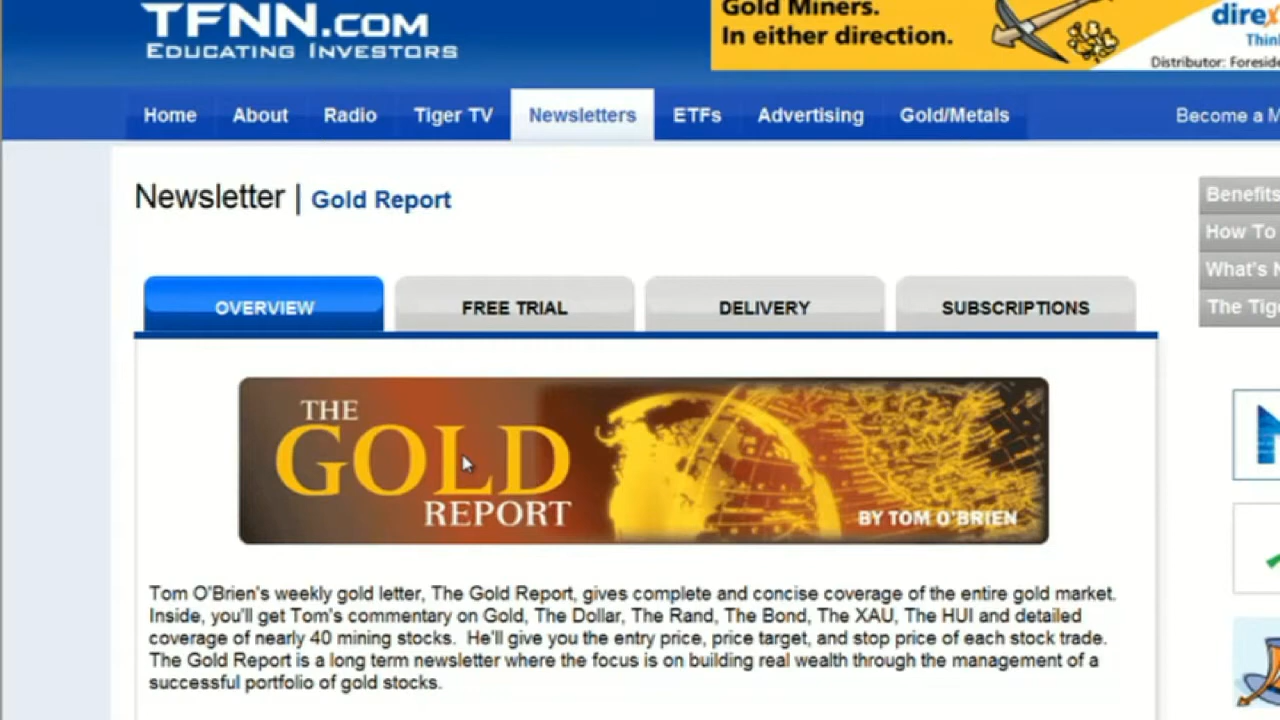 TFNN.COM
EDUCATING INVESTORS
Gold Miners.
In either direction.
Distributor:
Home About Radio Tiger TV Newsletters ETFs Advertising Gold/Metals Become a
Newsletter | Gold Report
Benefits
How To
What's
The
OVERVIEW FREE TRIAL DELIVERY SUBSCRIPTIONS
THE
GOLD
REPORT
BY TOM O'BRIEN
Tom O'Brien's weekly gold letter, The Gold Report, gives complete and concise coverage of the entire gold market.
Inside, you'll get Tom's commentary on Gold, The Dollar, The Rand, The Bond, The XAU, The HUI and detailed
coverage of nearly 40 mining stocks.  He'll give you the entry price, price target, and stop price of each stock trade.
The Gold Report is a long term newsletter where the focus is on building real wealth through the management of a
successful portfolio of gold stocks.